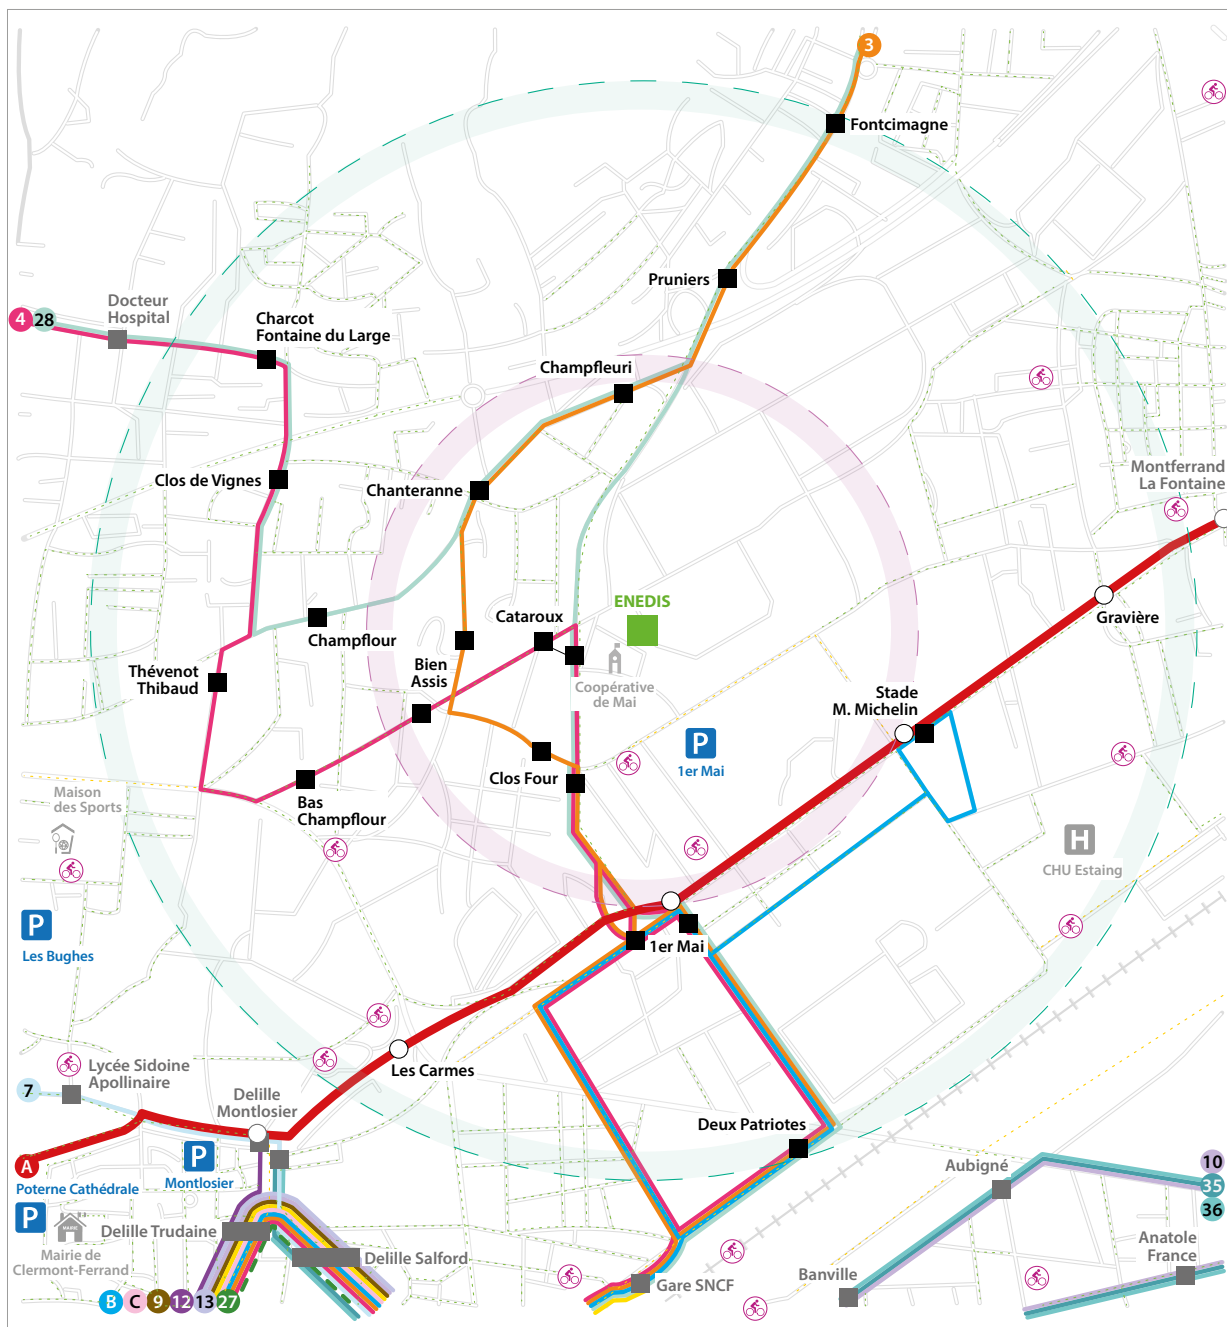 3
Fontcimagne
Pruniers
Docteur
Hospital
4
28
Charcot
Fontaine du Large
Champfleuri
Clos de Vignes
Chanteranne
Montferrand
La Fontaine
ENEDIS
Cataroux
Champflour
Gravière
Bien
Assis
Thévenot
Thibaud
Coopérative
de Mai
Stade
M. Michelin
P
1er Mai
Clos Four
Maison
des Sports
Bas
Champflour
H
CHU Estaing
P
Les Bughes
1er Mai
Lycée Sidoine
Apollinaire
Les Carmes
7
Delille
Montlosier
Deux Patriotes
A
Poterne Cathédrale
P
Montlosier
Aubigné
10
35
36
P
MAIRIE
Mairie de
Clermont-Ferrand
Delille Trudaine
Delille Salford
Anatole
France
Gare SNCF
Banville
B
C
9
12
13
27